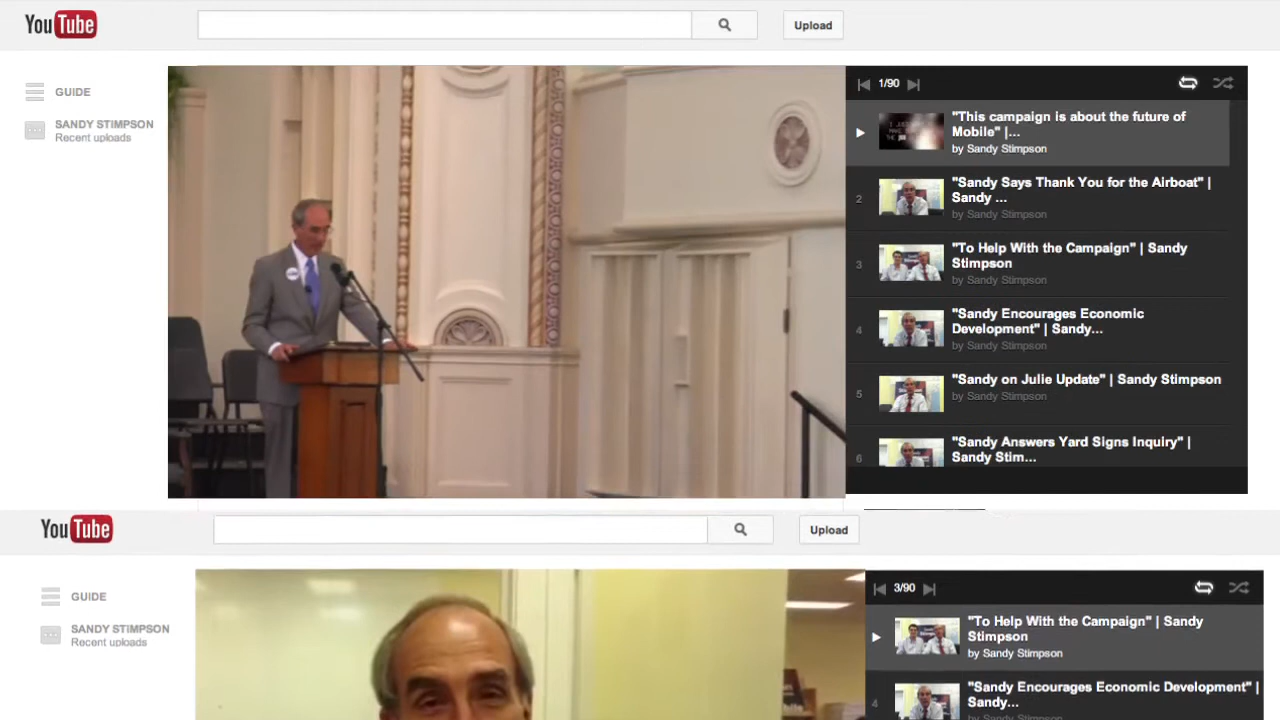 YouTube
Upload
GUIDE
SANDY STIMPSON
Recent uploads
1/90
"This campaign is about the future of
Mobile" |...
by Sandy Stimpson
2
"Sandy Says Thank You for the Airboat" |
Sandy ...
by Sandy Stimpson
3
"To Help With the Campaign" | Sandy
Stimpson
by Sandy Stimpson
4
"Sandy Encourages Economic
Development" | Sandy...
by Sandy Stimpson
5
"Sandy on Julie Update" | Sandy Stimpson
by Sandy Stimpson
6
"Sandy Answers Yard Signs Inquiry" |
Sandy Stim...
YouTube
Upload
GUIDE
SANDY STIMPSON
Recent uploads
3/90
"To Help With the Campaign" | Sandy
Stimpson
by Sandy Stimpson
4
"Sandy Encourages Economic Development" |
Sandy...
by Sandy Stimpson